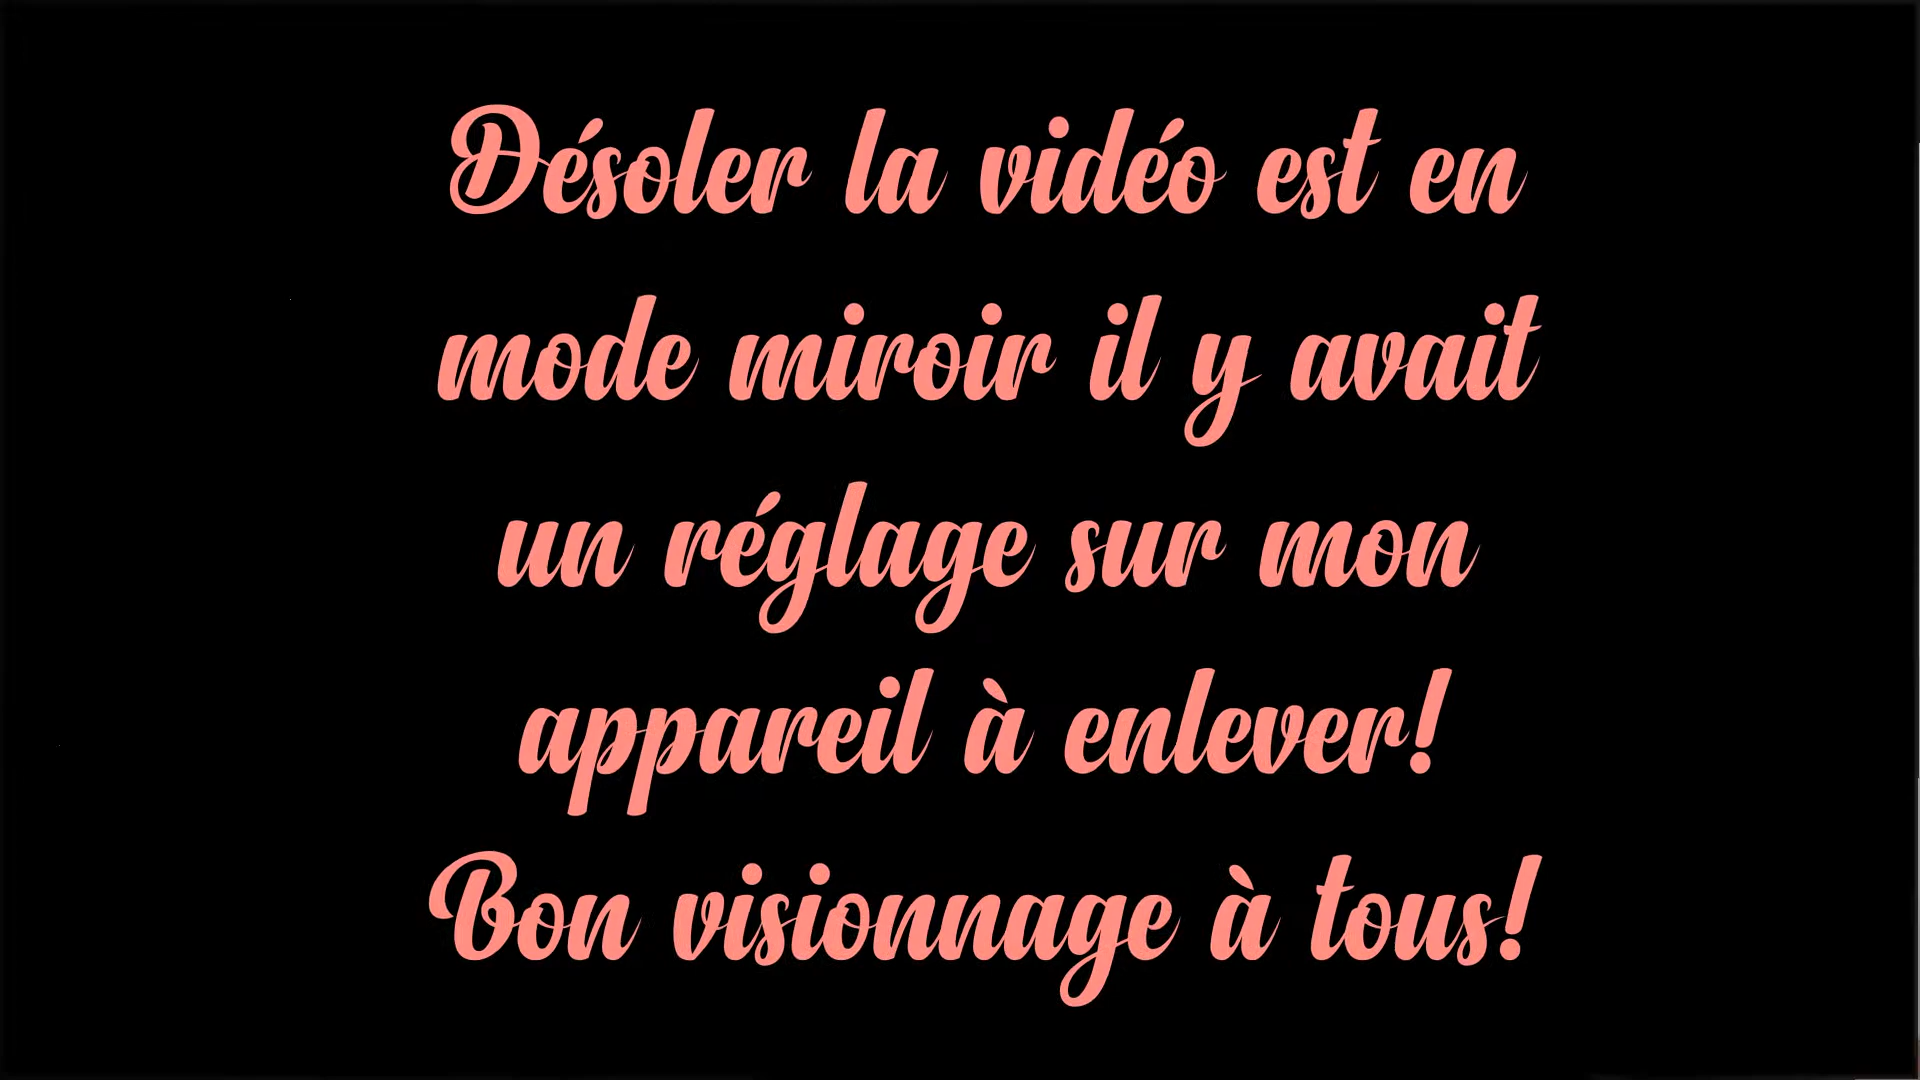 Désoler la vidéo est en
mode miroir il y avait
un réglage sur mon
appareil à enlever!
Bon visionnage à tous!